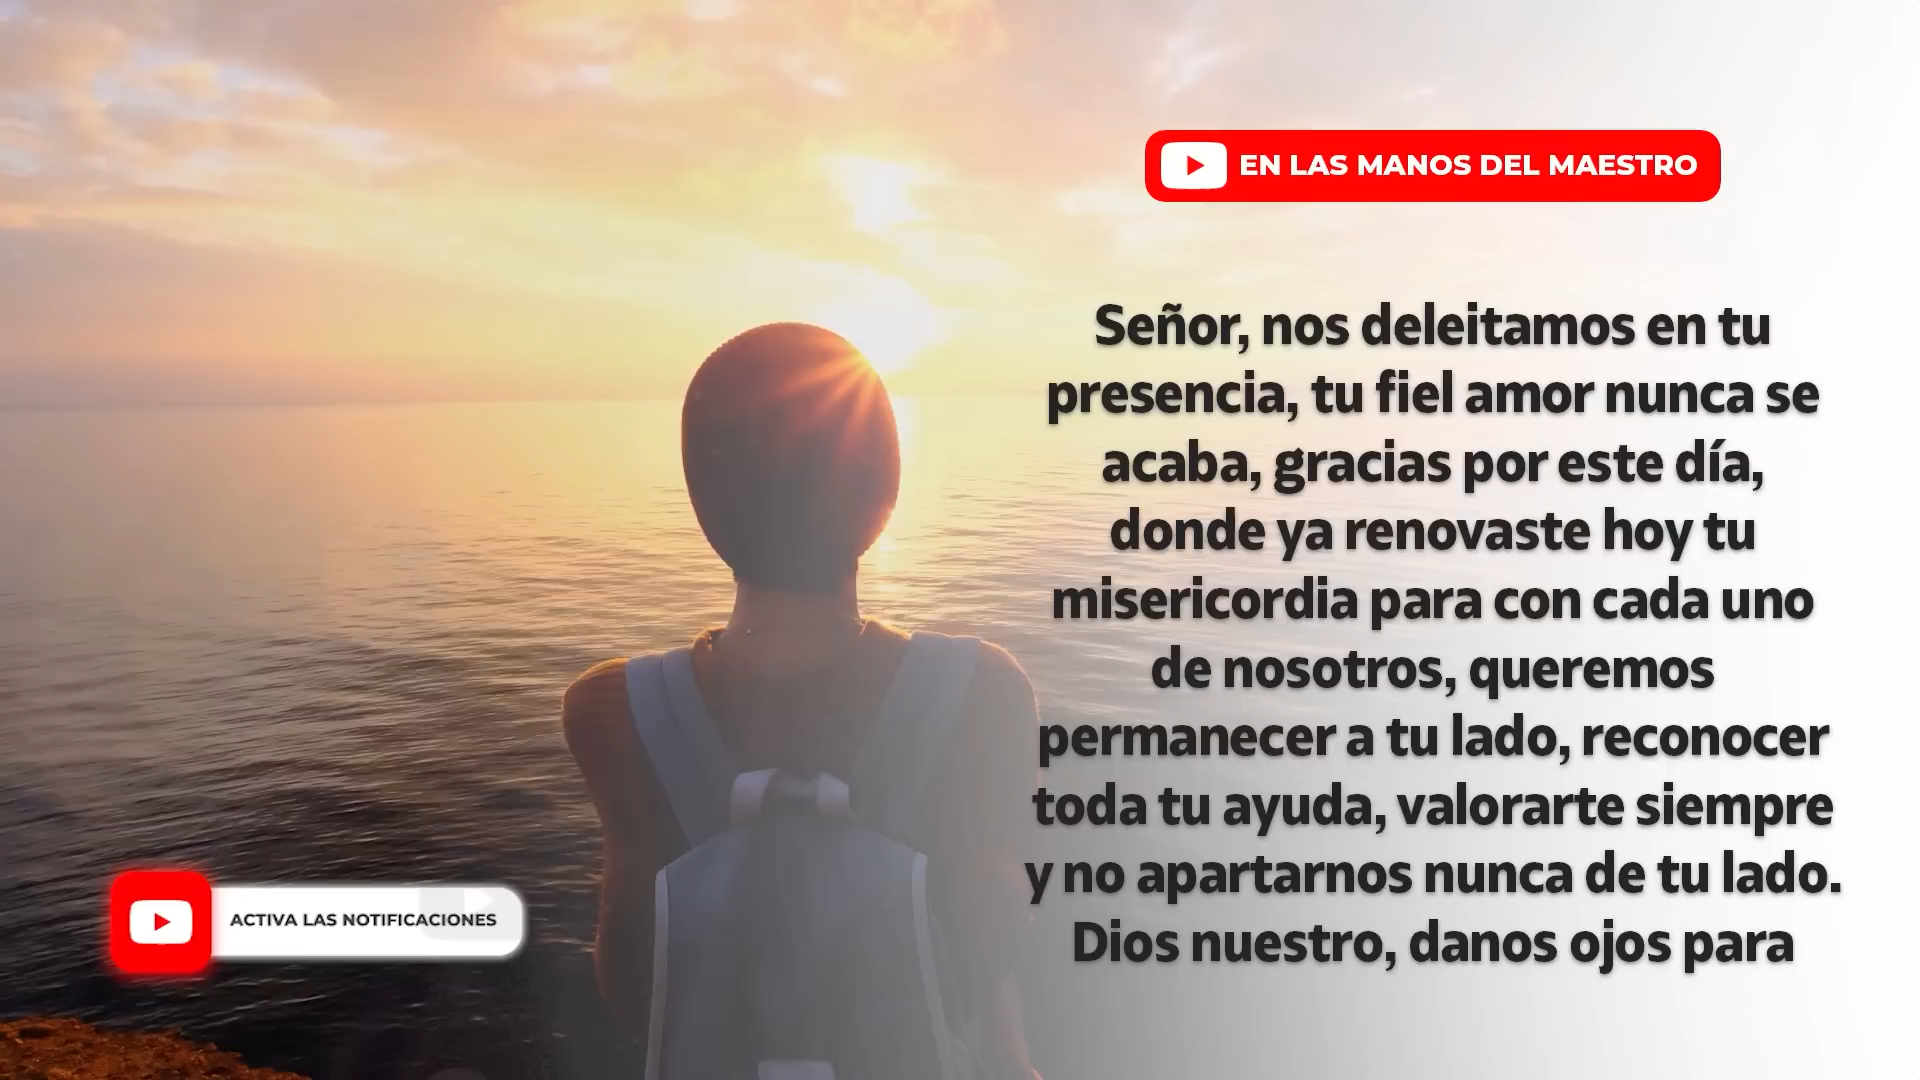 EN LAS MANOS DEL MAESTRO
Señor, nos deleitamos en tu
presencia, tu fiel amor nunca se
acaba, gracias por este día,
donde ya renovaste hoy tu
misericordia para con cada uno
de nosotros, queremos
permanecer a tu lado, reconocer
toda tu ayuda, valorarte siempre
y no apartarnos nunca de tu lado.
Dios nuestro, danos ojos para
ACTIVA LAS NOTIFICACIONES